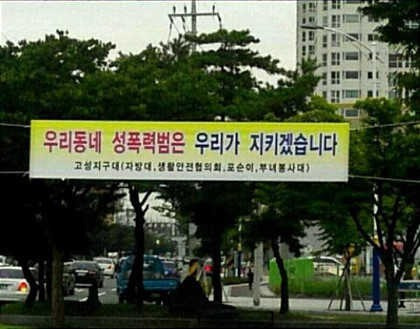 우리동네 성폭력범은 우리가 지키겠습니다
고성지구대(자방대,생활안전협의회,포순이,부녀봉사대)